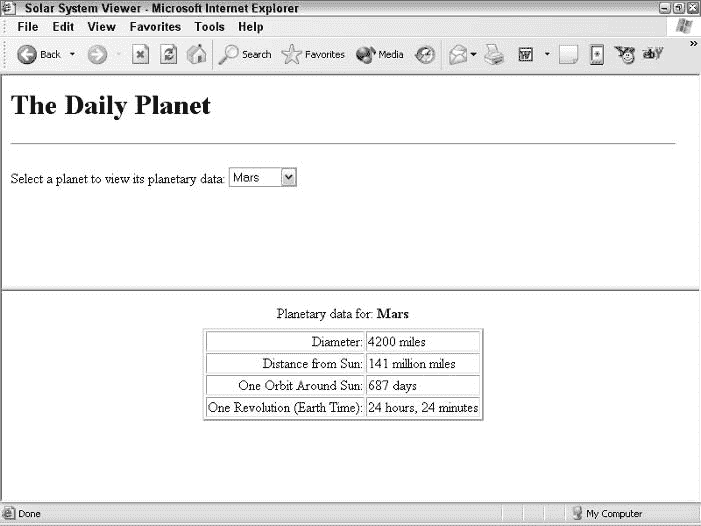 Solar System Viewer - Microsoft Internet Explorer
File Edit View Favorites Tools Help
Back Search Favorites Media W ebY »
The Daily Planet
Select a planet to view its planetary data: Mars
Planetary data for: Mars
Diameter: 4200 miles
Distance from Sun: 141 million miles
One Orbit Around Sun: 687 days
One Revolution (Earth Time): 24 hours, 24 minutes
Done My Computer